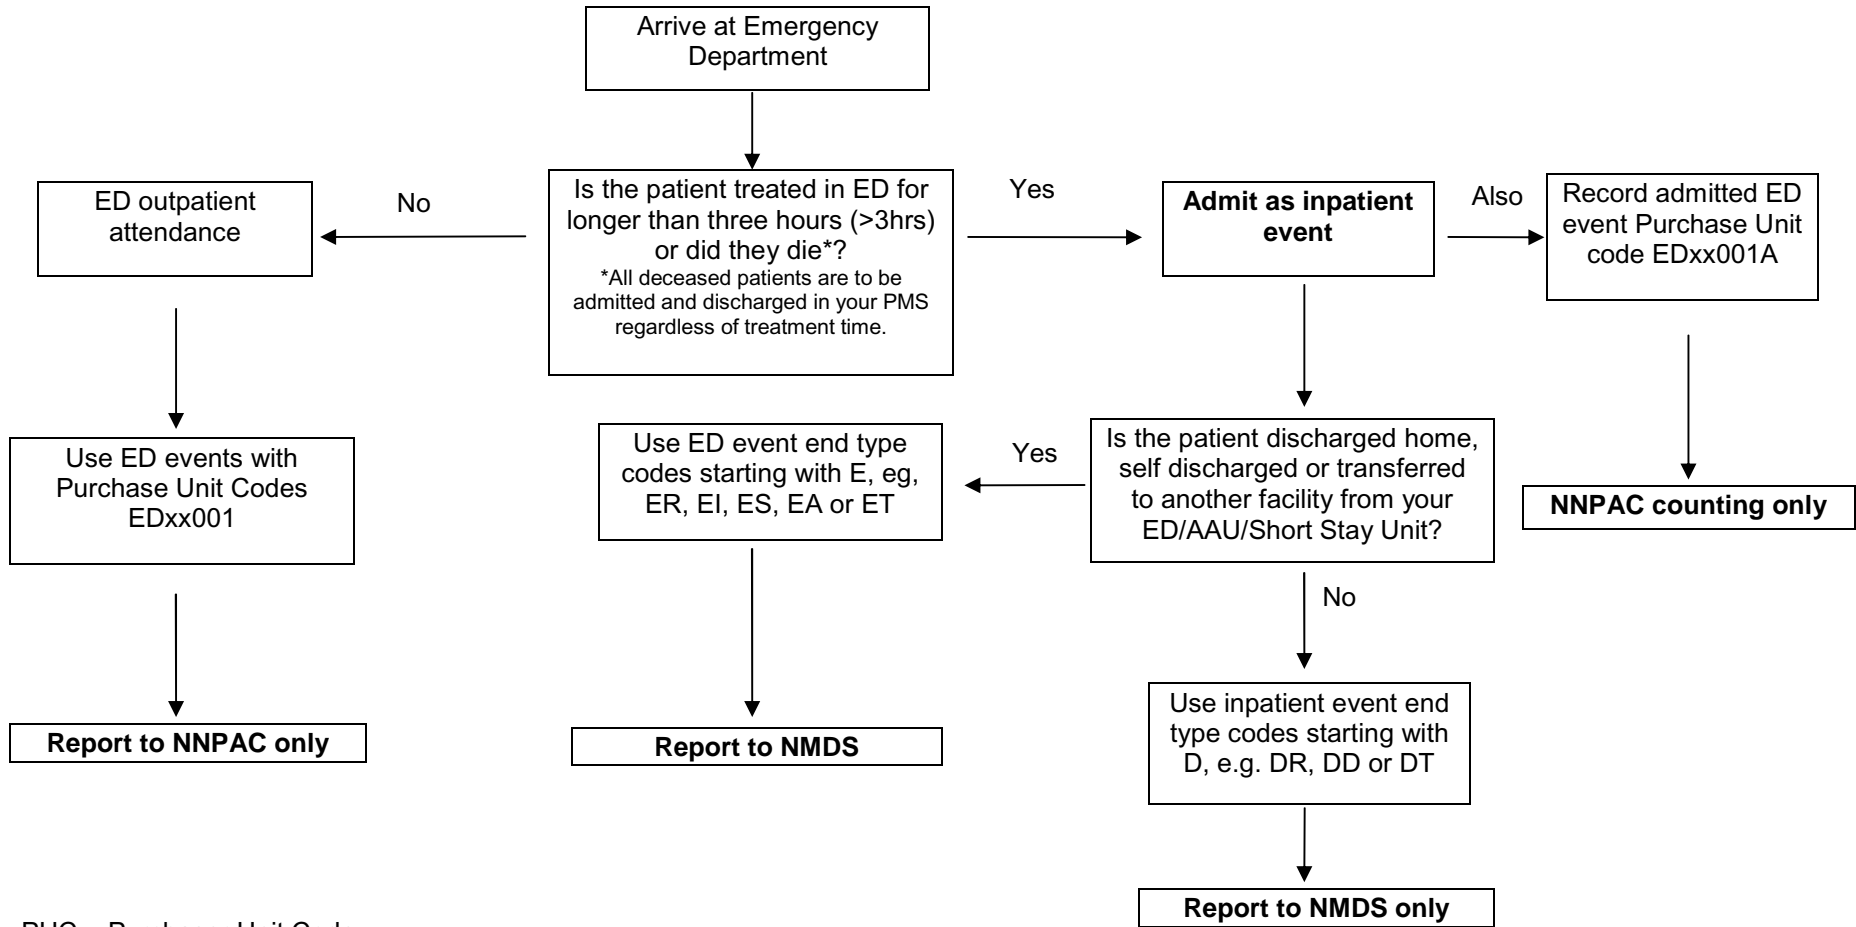 Arrive at Emergency
Department
Is the patient treated in ED for
longer than three hours (>3hrs)
or did they die*?
*All deceased patients are to be
admitted and discharged in your PMS
regardless of treatment time.
No
ED outpatient
attendance
Use ED events with
Purchase Unit Codes
EDxx001
Report to NNPAC only
Yes
Admit as inpatient
event
Also
Record admitted ED
event Purchase Unit
code EDxx001A
NNPAC counting only
Is the patient discharged home,
self discharged or transferred
to another facility from your
ED/AAU/Short Stay Unit?
Yes
Use ED event end type
codes starting with E, eg,
ER, EI, ES, EA or ET
Report to NMDS
No
Use inpatient event end
type codes starting with
D, e.g. DR, DD or DT
Report to NMDS only